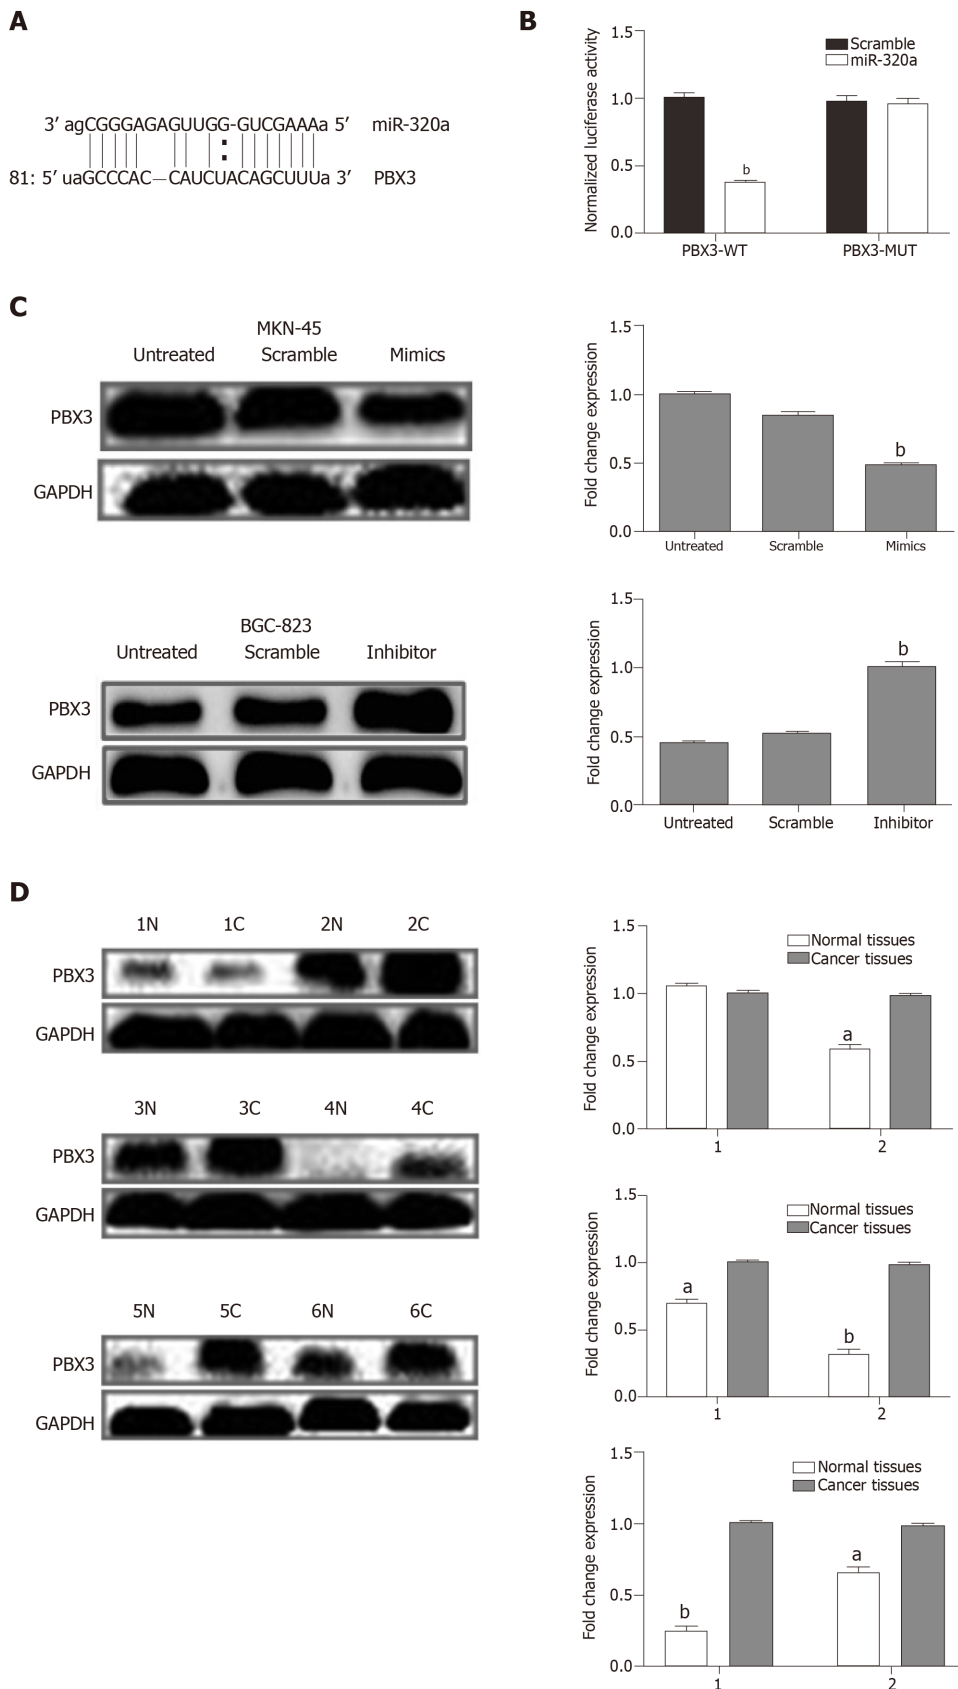 A
3′ agCGGGAGAGUUGG-GUCGAAAa 5′ miR-320a
81: 5′ uaGCCCAC—CAUCUACAGCUUUa 3′ PBX3
B
Normalized luciferase activity
1.5
1.0
0.5
0.0
Scramble
miR-320a
b
PBX3-WT PBX3-MUT
C
MKN-45
Untreated Scramble Mimics
PBX3
GAPDH
Fold change expression
1.5
1.0
0.5
0.0
b
Untreated Scramble Mimics
BGC-823
Untreated Scramble Inhibitor
PBX3
GAPDH
Fold change expression
1.5
1.0
0.5
0.0
b
Untreated Scramble Inhibitor
D
1N 1C 2N 2C
PBX3
GAPDH
3N 3C 4N 4C
PBX3
GAPDH
5N 5C 6N 6C
PBX3
GAPDH
Fold change expression
1.5
1.0
0.5
0.0
Normal tissues
Cancer tissues
a
1 2
Fold change expression
1.5
1.0
0.5
0.0
Normal tissues
Cancer tissues
a
b
1 2
Fold change expression
1.5
1.0
0.5
0.0
Normal tissues
Cancer tissues
b
a
1 2